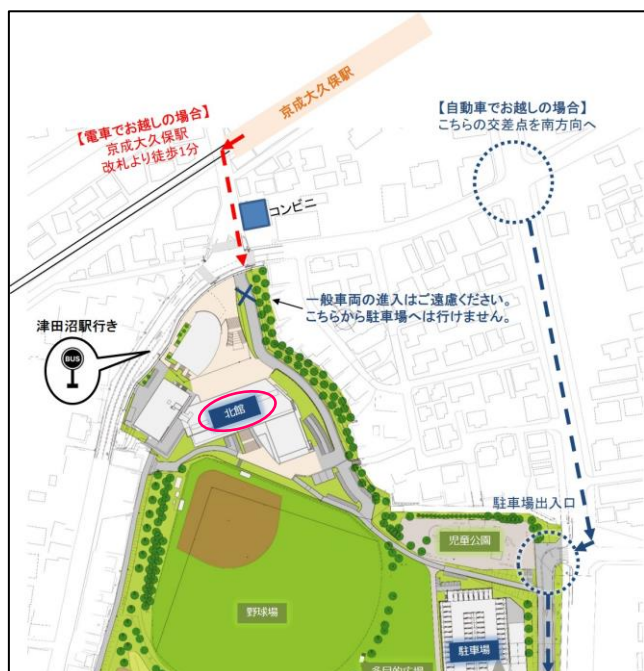 京成大久保駅
【電車でお越しの場合】
京成大久保駅
改札より徒歩1分
【自動車でお越しの場合】
こちらの交差点を南方向へ
コンビニ
一般車両の進入はご遠慮ください。
こちらから駐車場へは行けません。
津田沼駅行き
BUS
北館
駐車場出入口
児童公園
野球場
駐車場
多目的広場